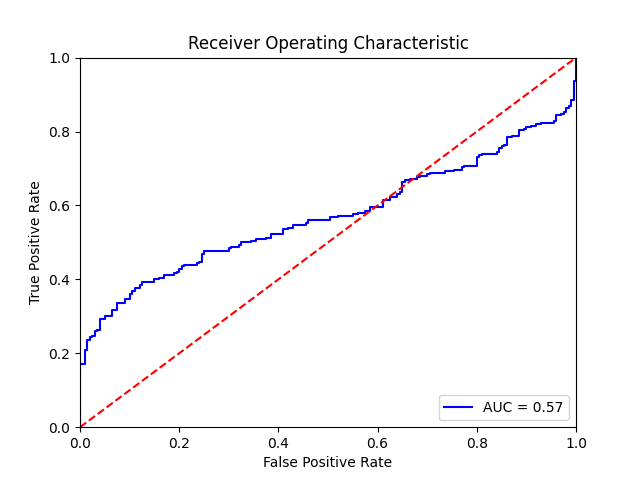 Receiver Operating Characteristic
1.0
0.8
0.6
0.4
0.2
0.0
True Positive Rate
AUC = 0.57
0.0 0.2 0.4 0.6 0.8 1.0
False Positive Rate